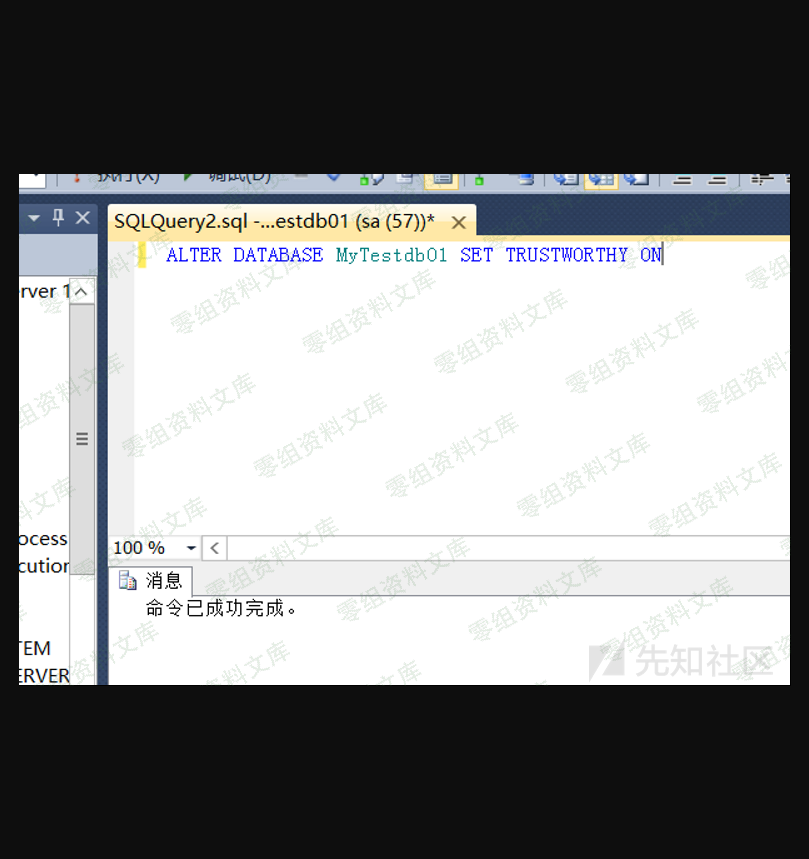 执行(X) 调试(D)
SQLQuery2.sql -...estdb01 (sa (57))*
ALTER DATABASE MyTestdb01 SET TRUSTWORTHY ON
rver 1
ocess
cution
TEM
ERVER
100 %
消息
命令已成功完成。
先知社区
零组资料文库